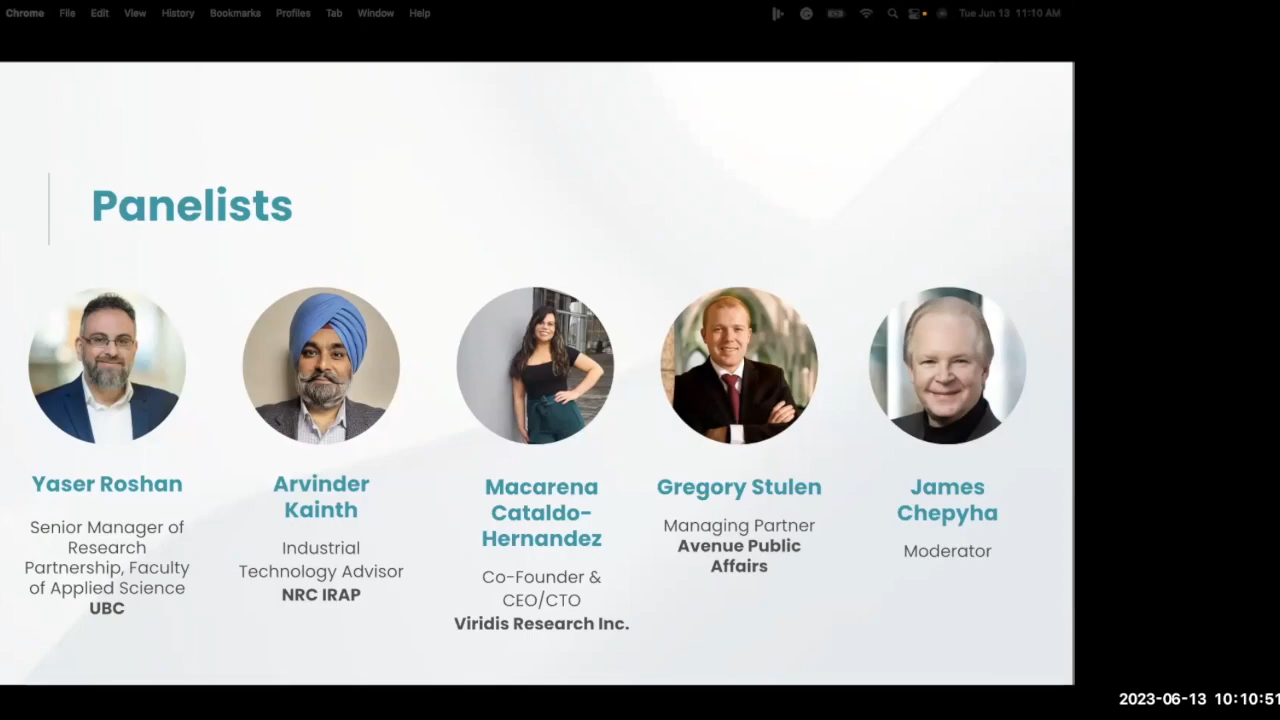 Chrome File Edit View History Bookmarks Profiles Tab Window Help
Tue Jun 13 11:10 AM
Panelists
Yaser Roshan
Senior Manager of
Research
Partnership, Faculty
of Applied Science
UBC
Arvinder
Kainth
Industrial
Technology Advisor
NRC IRAP
Macarena
Cataldo-
Hernandez
Co-Founder &
CEO/CTO
Viridis Research Inc.
Gregory Stulen
Managing Partner
Avenue Public
Affairs
James
Chepyha
Moderator
2023-06-13 10:10:51